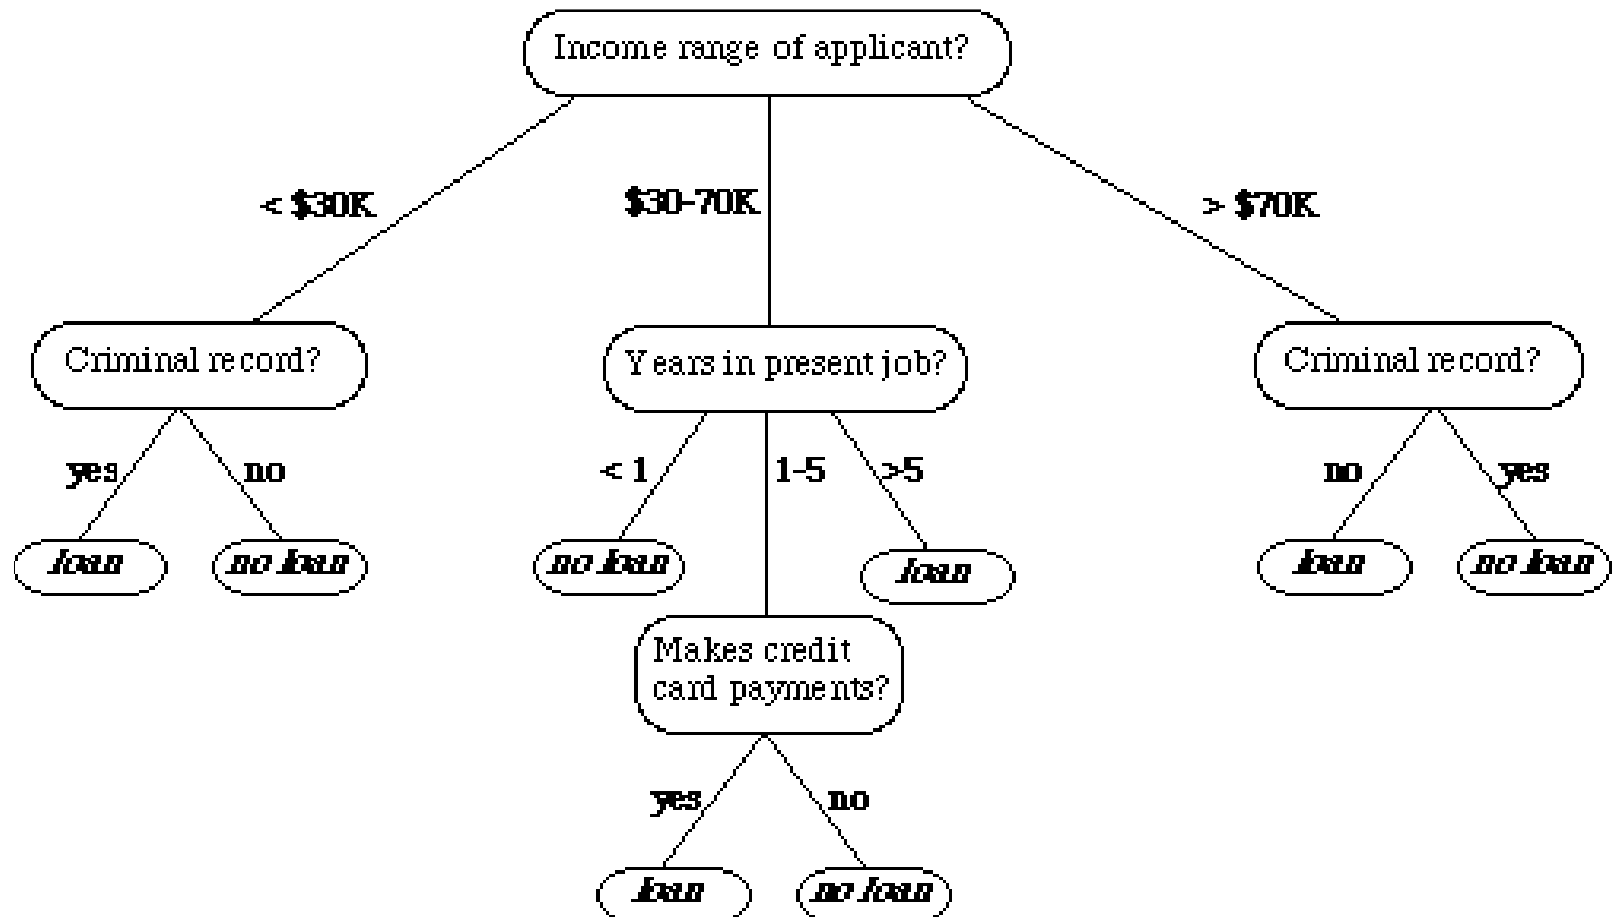 Income range of applicant?
< $30K
$30-70K
> $70K
Criminal record?
Years in present job?
Criminal record?
yes
no
< 1
1-5
>5
no
yes
loan
no loan
no loan
loan
loan
no loan
Makes credit
card payments?
yes
no
loan
no loan